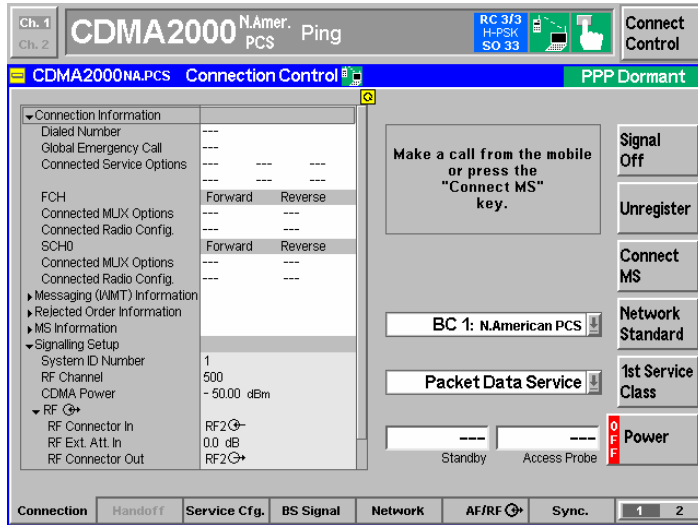 Ch. 1
Ch. 2
CDMA2000 N.Amer. PCS Ping
RC 3/3
H-PSK
SO 33
Connect Control
CDMA2000 NA.PCS Connection Control
PPP Dormant
Connection Information
Dialed Number ---
Global Emergency Call ---
Connected Service Options --- --- ---
--- --- ---
FCH Forward Reverse
Connected MUX Options --- ---
Connected Radio Config. --- ---
SCH0 Forward Reverse
Connected MUX Options --- ---
Connected Radio Config. --- ---
Messaging (WMT) Information
Rejected Order Information
MS Information
Signalling Setup
System ID Number 1
RF Channel 500
CDMA Power - 50.00 dBm
RF
RF Connector In RF2
RF Ext. Att. In 0.0 dB
RF Connector Out RF2
Make a call from the mobile
or press the
"Connect MS"
key.
BC 1: N.American PCS
Packet Data Service
--- ---
Standby Access Probe
Signal Off
Unregister
Connect MS
Network Standard
1st Service Class
OFF Power
Connection Handoff Service Cfg. BS Signal Network AF/RF Sync. 1 2